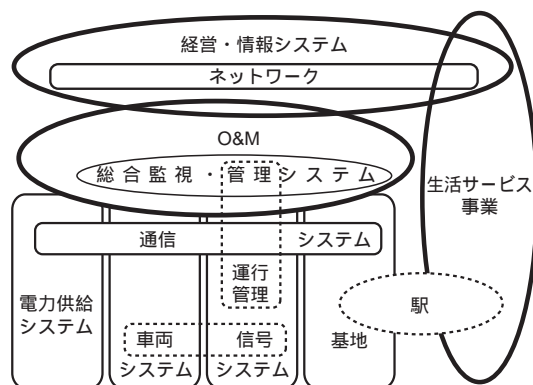 経営・情報システム
ネットワーク
O&M
総合監視・管理システム
生活サービス
事業
通信 システム
運行
管理
電力供給
システム
車両 信号
システム システム
基地
駅